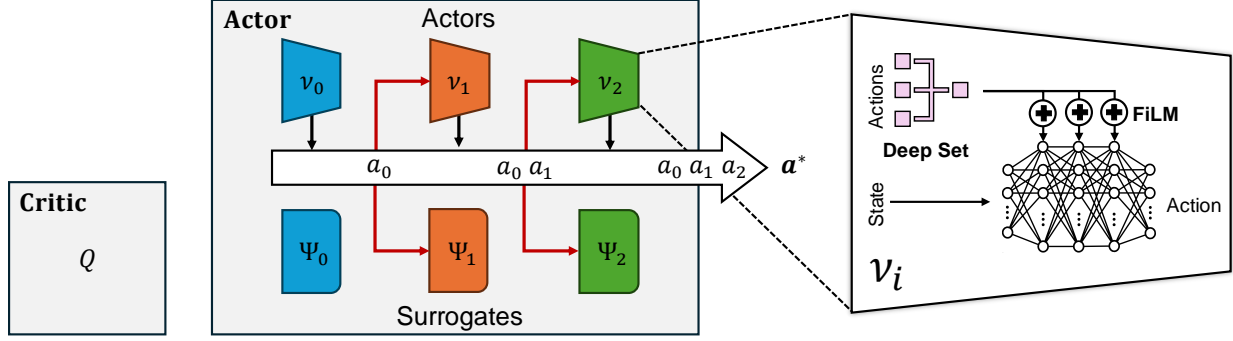 Critic
Q
Actor
Actors
ν₀
ν₁
ν₂
a₀
a₀ a₁
a₀ a₁ a₂
a*
Ψ₀
Ψ₁
Ψ₂
Surrogates
Actions
Deep Set
FiLM
State
Action
νᵢ